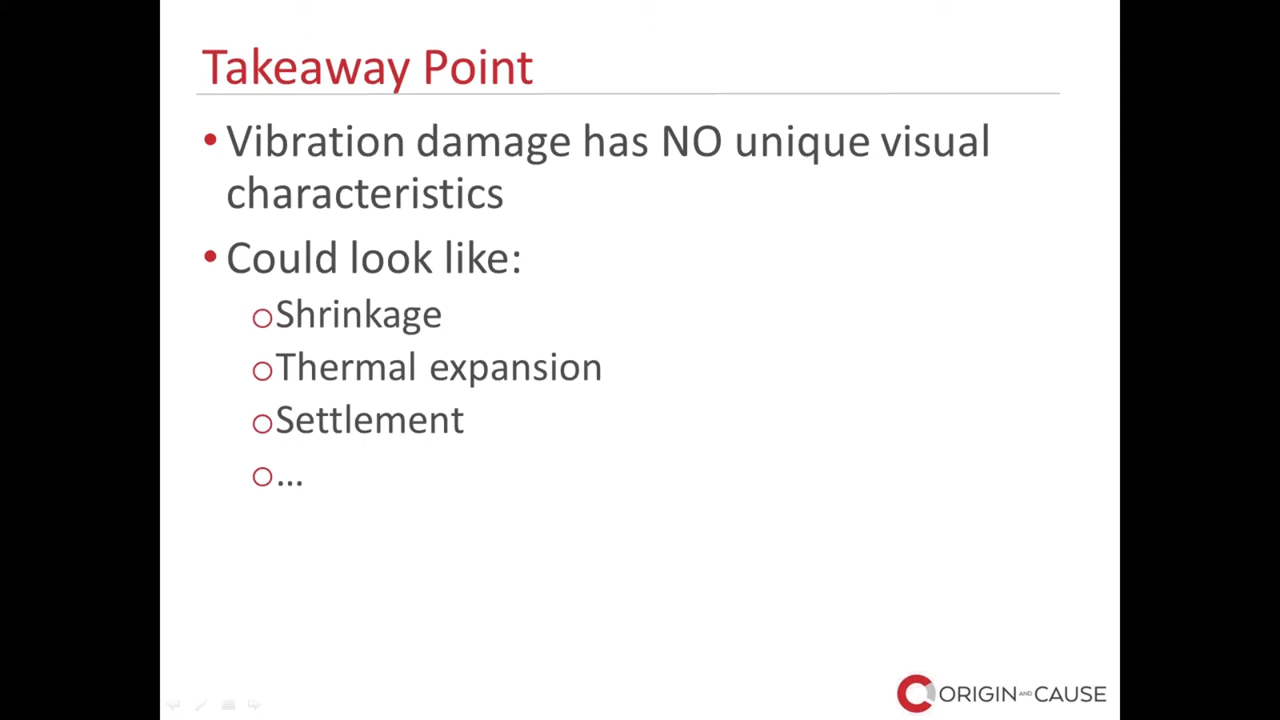 Takeaway Point
• Vibration damage has NO unique visual
characteristics
• Could look like:
o Shrinkage
o Thermal expansion
o Settlement
o ...
ORIGIN AND CAUSE